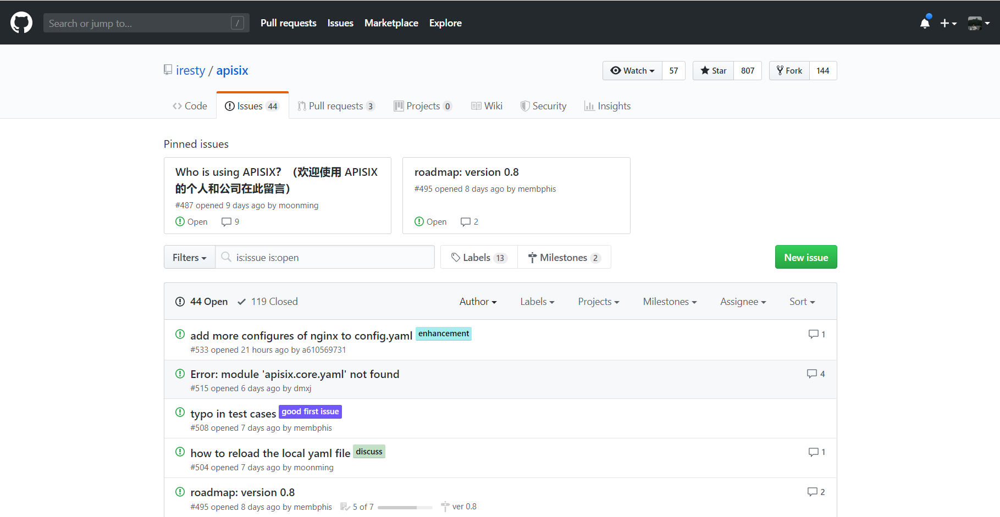 Search or jump to... /
Pull requests Issues Marketplace Explore
iresty / apisix
Watch 57 Star 807 Fork 144
Code Issues 44 Pull requests 3 Projects 0 Wiki Security Insights
Pinned issues
Who is using APISIX? （欢迎使用 APISIX
的个人和公司在此留言）
#487 opened 9 days ago by moonming
Open 9
roadmap: version 0.8
#495 opened 8 days ago by membphis
Open 2
Filters is:issue is:open Labels 13 Milestones 2 New issue
44 Open 119 Closed Author Labels Projects Milestones Assignee Sort
add more configures of nginx to config.yaml enhancement 1
#533 opened 21 hours ago by a610569731
Error: module 'apisix.core.yaml' not found 4
#515 opened 6 days ago by dmxj
typo in test cases good first issue
#508 opened 7 days ago by membphis
how to reload the local yaml file discuss 1
#504 opened 7 days ago by moonming
roadmap: version 0.8 2
#495 opened 8 days ago by membphis 5 of 7 ver 0.8